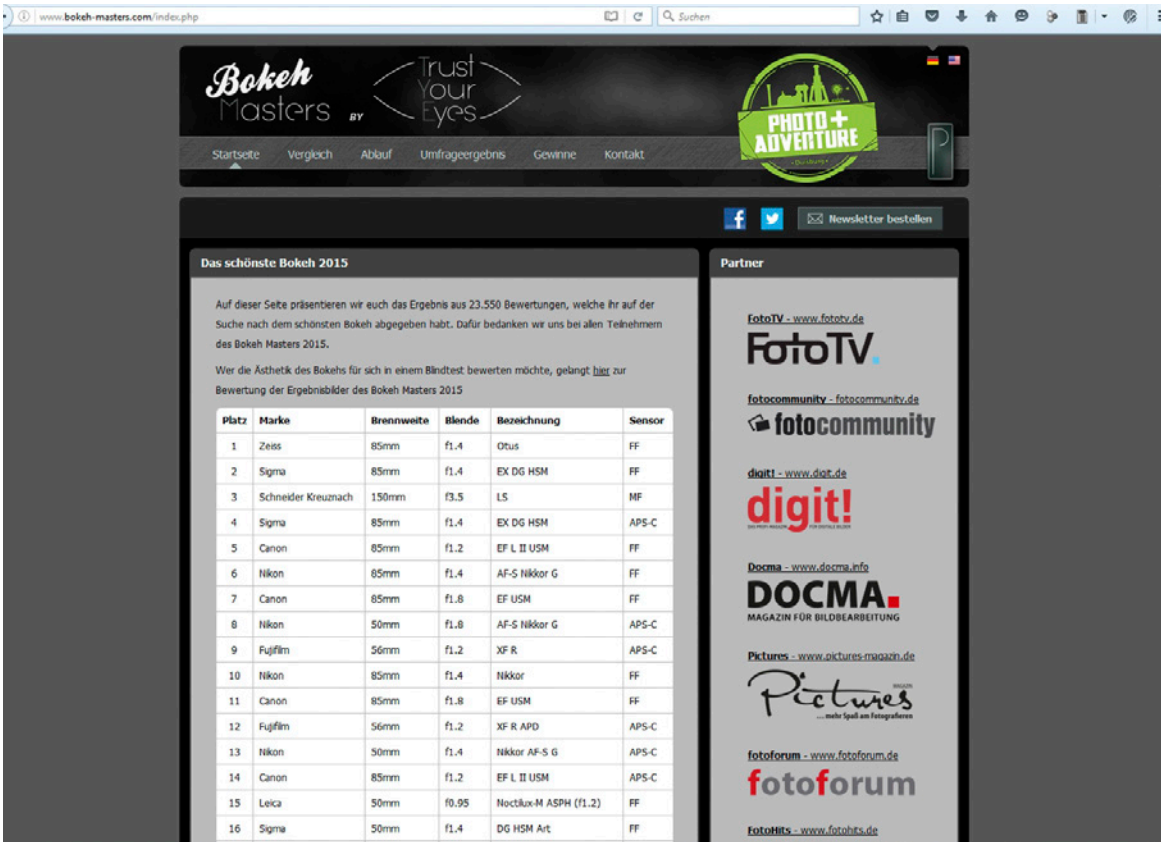 www.bokeh-masters.com/index.php
Suchen
Bokeh Masters BY Trust Your Eyes
PHOTO + ADVENTURE
- Duisburg -
Startseite Vergleich Ablauf Umfrageergebnis Gewinne Kontakt
Newsletter bestellen
Das schönste Bokeh 2015
Auf dieser Seite präsentieren wir euch das Ergebnis aus 23.550 Bewertungen, welche ihr auf der
Suche nach dem schönsten Bokeh abgegeben habt. Dafür bedanken wir uns bei allen Teilnehmern
des Bokeh Masters 2015.
Wer die Ästhetik des Bokehs für sich in einem Blindtest bewerten möchte, gelangt hier zur
Bewertung der Ergebnisbilder des Bokeh Masters 2015
Platz Marke Brennweite Blende Bezeichnung Sensor
1 Zeiss 85mm f1.4 Otus FF
2 Sigma 85mm f1.4 EX DG HSM FF
3 Schneider Kreuznach 150mm f3.5 LS MF
4 Sigma 85mm f1.4 EX DG HSM APS-C
5 Canon 85mm f1.2 EF L II USM FF
6 Nikon 85mm f1.4 AF-S Nikkor G FF
7 Canon 85mm f1.8 EF USM FF
8 Nikon 50mm f1.8 AF-S Nikkor G APS-C
9 Fujifilm 56mm f1.2 XF R APS-C
10 Nikon 85mm f1.4 Nikkor FF
11 Canon 85mm f1.8 EF USM FF
12 Fujifilm 56mm f1.2 XF R APD APS-C
13 Nikon 50mm f1.4 Nikkor AF-S G APS-C
14 Canon 85mm f1.2 EF L II USM APS-C
15 Leica 50mm f0.95 Noctilux-M ASPH (f1.2) FF
16 Sigma 50mm f1.4 DG HSM Art FF
Partner
FotoTV - www.fototv.de
FotoTV.
fotocommunity - fotocommunity.de
fotocommunity
digit! - www.digit.de
digit!
Docma - www.docma.info
DOCMA.
MAGAZIN FÜR BILDBEARBEITUNG
Pictures - www.pictures-magazin.de
Pictures
MAGAZIN
... mehr Spaß am Fotografieren
fotoforum - www.fotoforum.de
fotoforum
FotoHits - www.fotohits.de